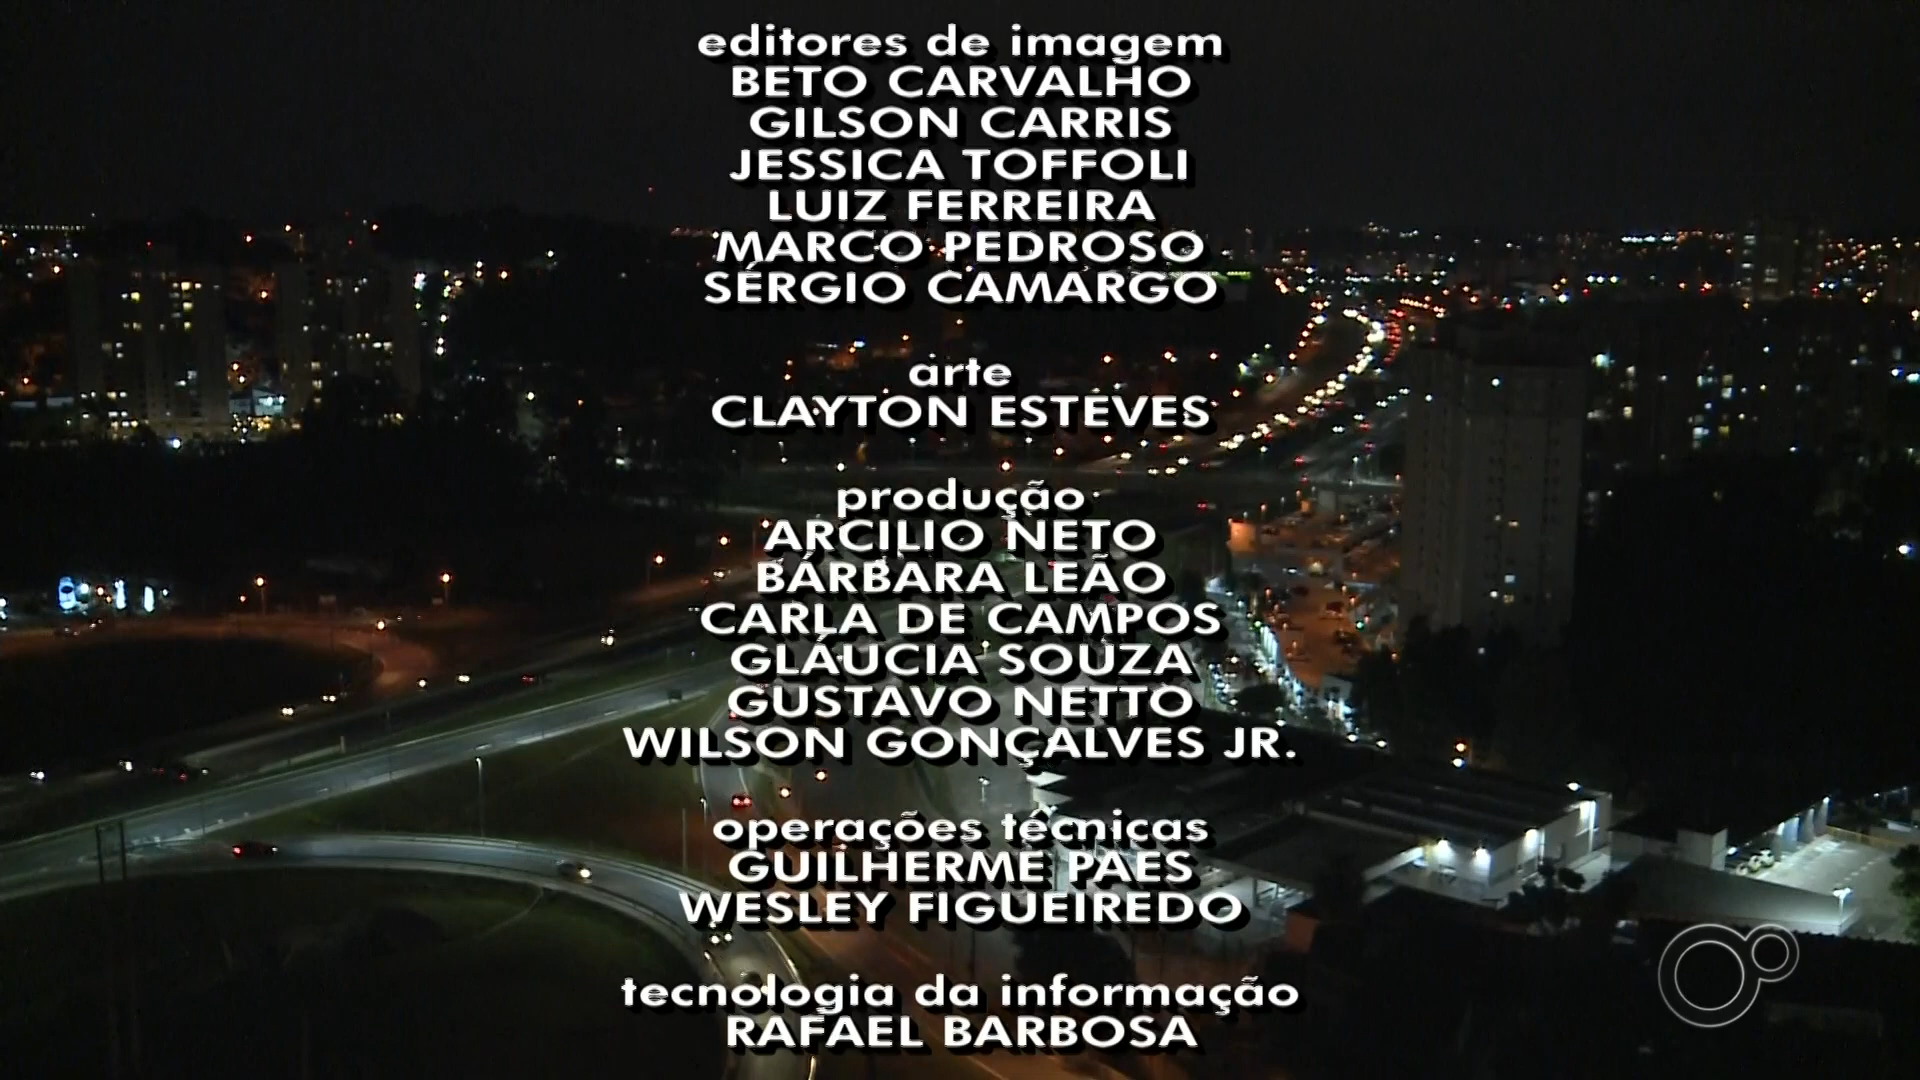 editores de imagem
BETO CARVALHO
GILSON CARRIS
JESSICA TOFFOLI
LUIZ FERREIRA
MARCO PEDROSO
SÉRGIO CAMARGO
arte
CLAYTON ESTEVES
produção
ARCILIO NETO
BÁRBARA LEÃO
CARLA DE CAMPOS
GLÁUCIA SOUZA
GUSTAVO NETTO
WILSON GONÇALVES JR.
operações técnicas
GUILHERME PAES
WESLEY FIGUEIREDO
tecnologia da informação
RAFAEL BARBOSA